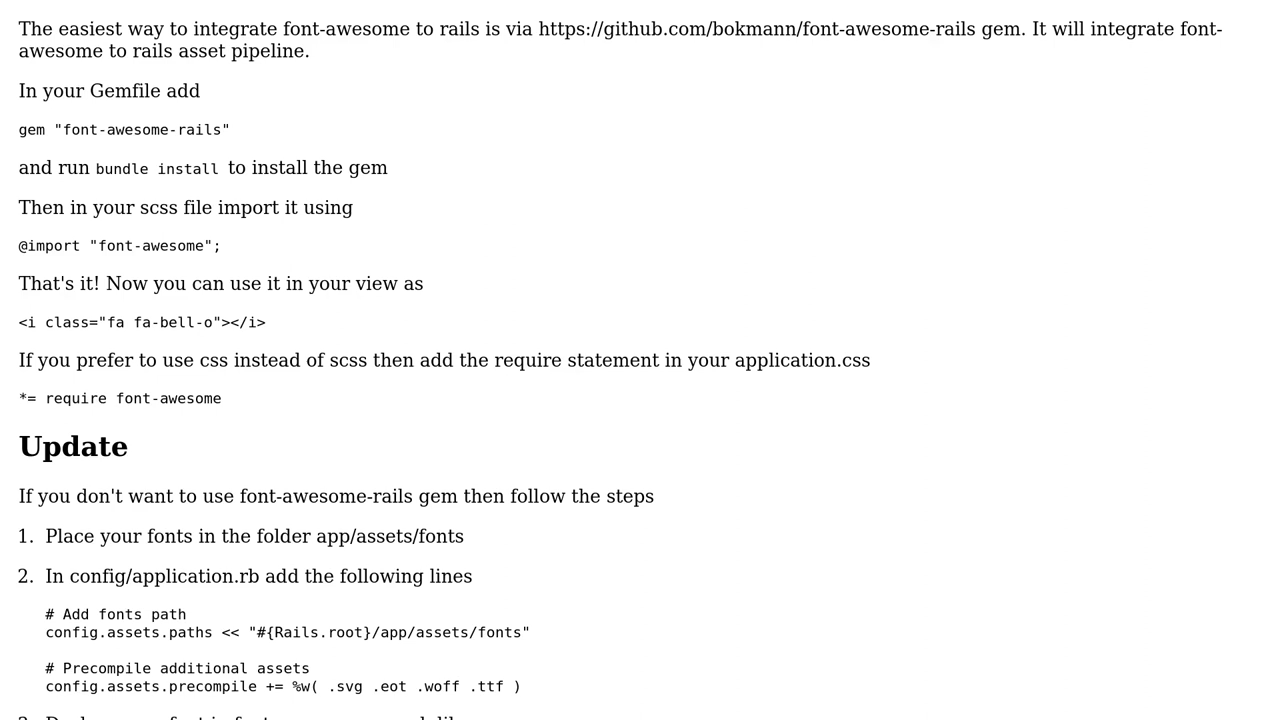 The easiest way to integrate font-awesome to rails is via https://github.com/bokmann/font-awesome-rails gem. It will integrate font-
awesome to rails asset pipeline.
In your Gemfile add
gem "font-awesome-rails"
and run bundle install to install the gem
Then in your scss file import it using
@import "font-awesome";
That's it! Now you can use it in your view as
<i class="fa fa-bell-o"></i>
If you prefer to use css instead of scss then add the require statement in your application.css
*= require font-awesome
Update
If you don't want to use font-awesome-rails gem then follow the steps
1. Place your fonts in the folder app/assets/fonts
2. In config/application.rb add the following lines
# Add fonts path
config.assets.paths << "#{Rails.root}/app/assets/fonts"
# Precompile additional assets
config.assets.precompile += %w( .svg .eot .woff .ttf )